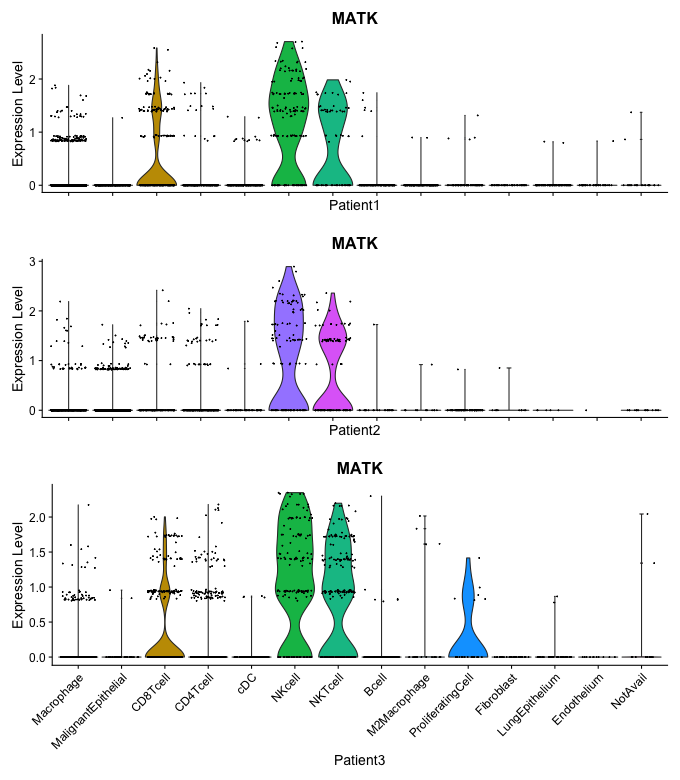 MATK
Expression Level
2
1
0
Patient1
MATK
Expression Level
3
2
1
0
Patient2
MATK
Expression Level
2.0
1.5
1.0
0.5
0.0
Macrophage
MalignantEpithelial
CD8Tcell
CD4Tcell
cDC
NKcell
NKTcell
Bcell
M2Macrophage
ProliferatingCell
Fibroblast
LungEpithelium
Endothelium
NotAvail
Patient3